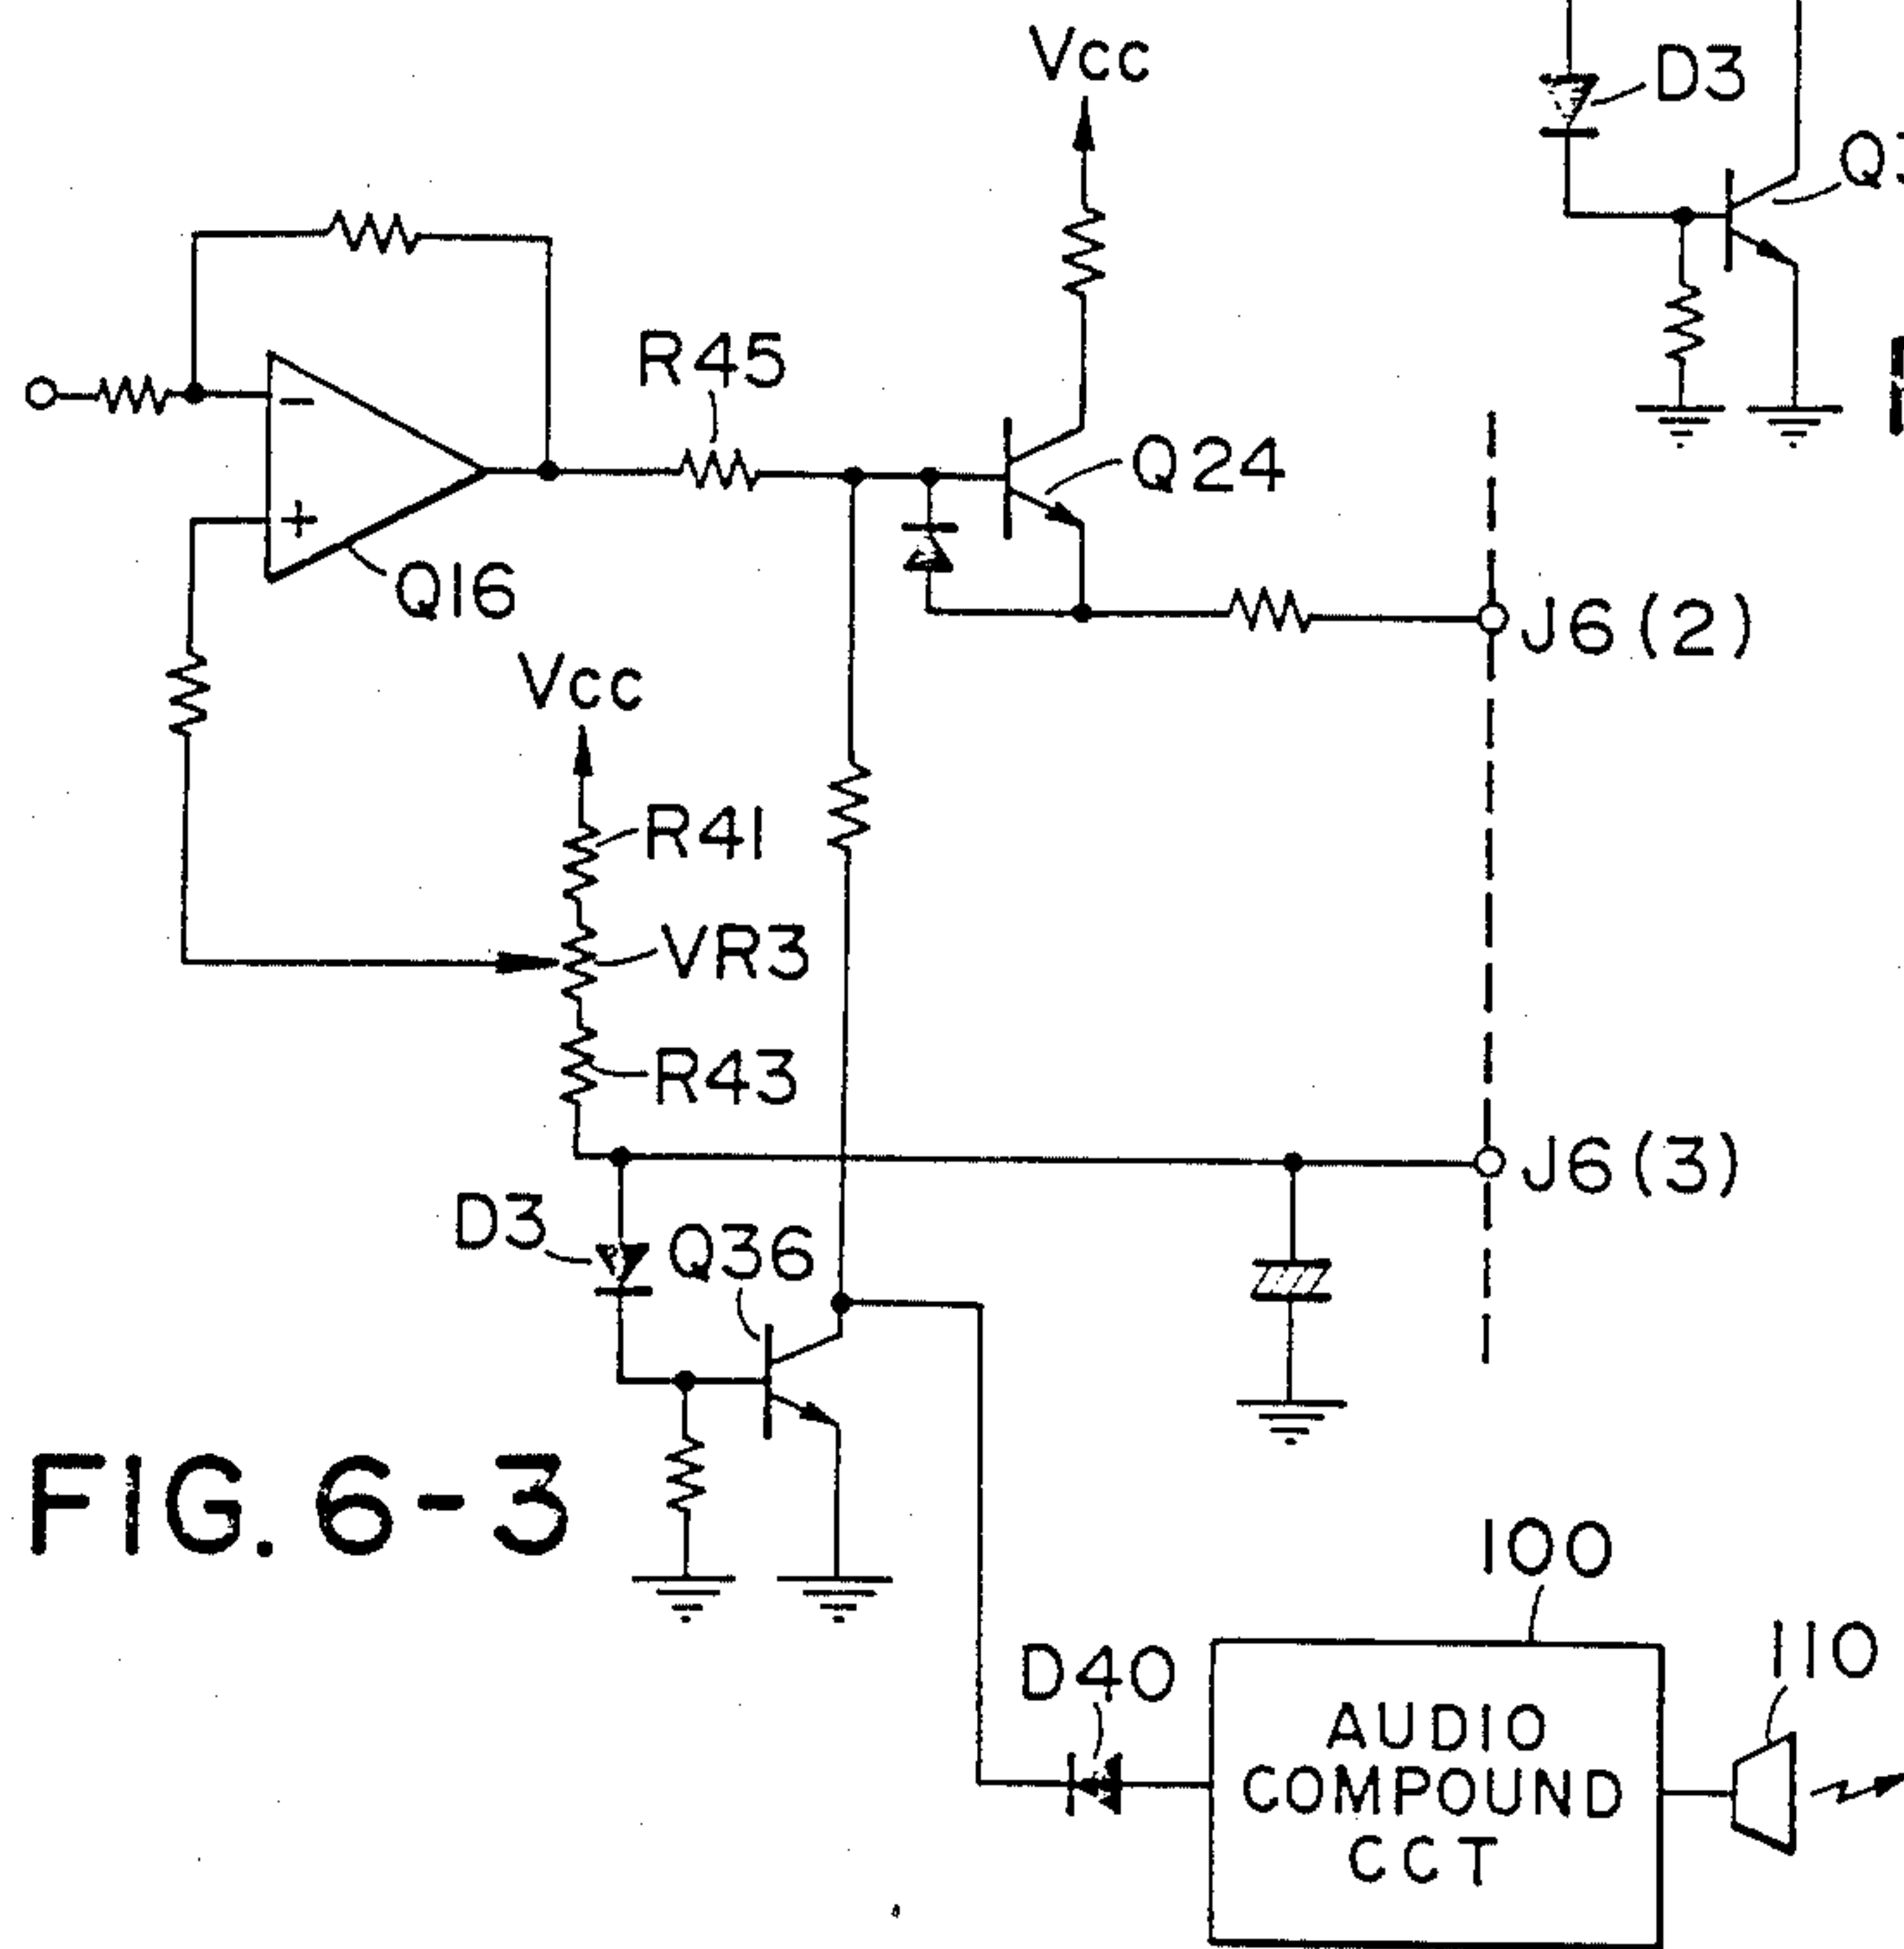 Vcc
D3
R45
Q24
Q16
J6(2)
Vcc
R41
VR3
R43
J6(3)
D3
Q36
FIG. 6-3
100
110
D40
AUDIO
COMPOUND
CCT
-
+